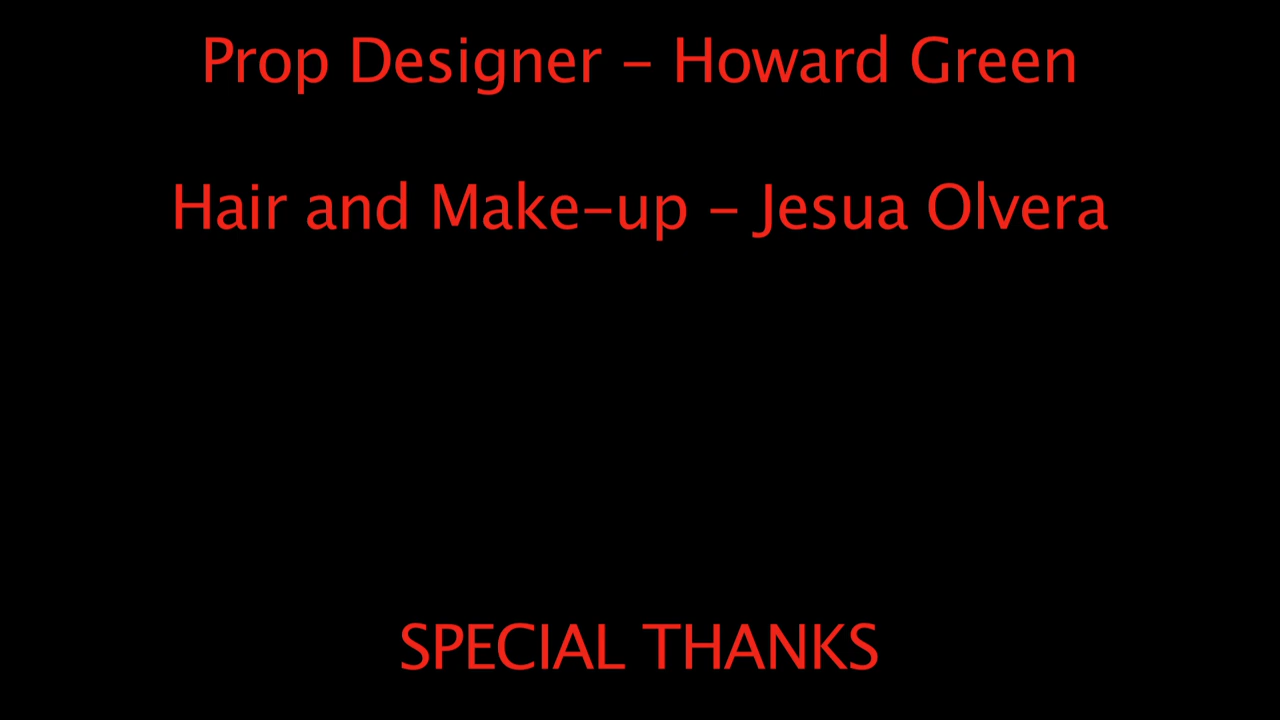 Prop Designer - Howard Green
Hair and Make-up - Jesua Olvera
SPECIAL THANKS